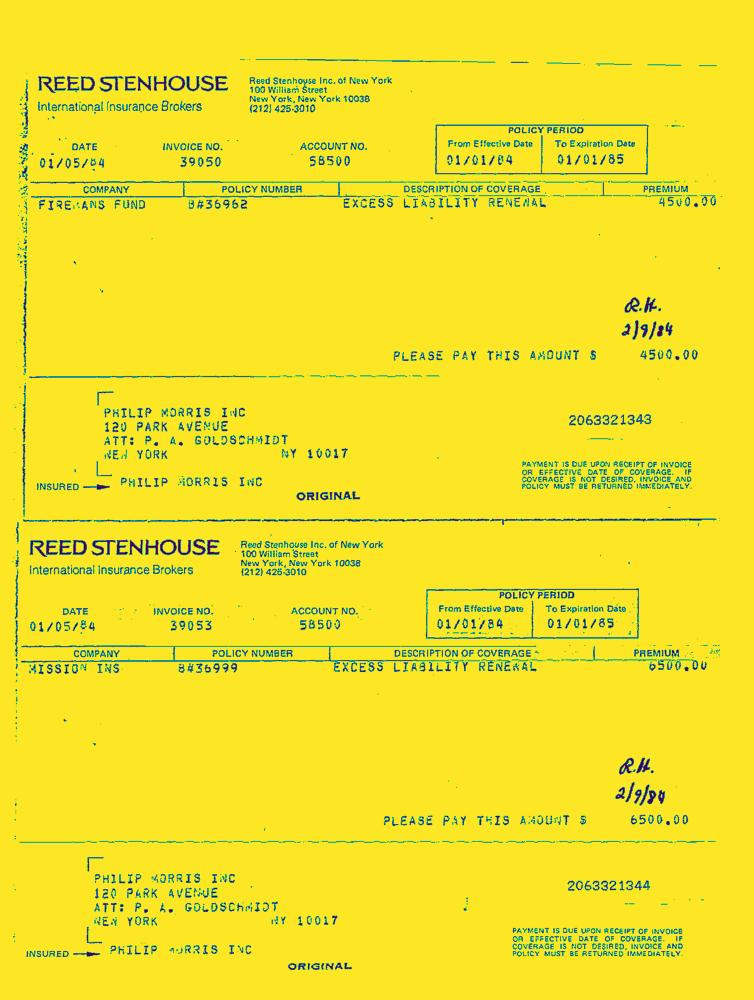 REED STENHOUSE
International Insurance Brokers
Reed Stenhouse Inc. of New York
100 William Street
New York, New York 10038
(212) 425-3010
POLICY PERIOD
DATE INVOICE NO. ACCOUNT NO. From Effective Date To Expiration Date
01/05/84 39050 58500 01/01/84 01/01/85
COMPANY POLICY NUMBER DESCRIPTION OF COVERAGE PREMIUM
FIREMANS FUND B#36962 EXCESS LIABILITY RENEWAL 4500.00
R.H.
2/9/84
PLEASE PAY THIS AMOUNT $ 4500.00
PHILIP MORRIS INC
120 PARK AVENUE
ATT: P. A. GOLDSCHMIDT
NEW YORK NY 10017
2063321343
PAYMENT IS DUE UPON RECEIPT OF INVOICE
OR EFFECTIVE DATE OF COVERAGE. IF
COVERAGE IS NOT DESIRED, INVOICE AND
POLICY MUST BE RETURNED IMMEDIATELY.
INSURED PHILIP MORRIS INC
ORIGINAL
REED STENHOUSE
International Insurance Brokers
Reed Stenhouse Inc. of New York
100 William Street
New York, New York 10038
(212) 425-3010
POLICY PERIOD
DATE INVOICE NO. ACCOUNT NO. From Effective Date To Expiration Date
01/05/84 39053 58500 01/01/84 01/01/85
COMPANY POLICY NUMBER DESCRIPTION OF COVERAGE PREMIUM
MISSION INS B#36999 EXCESS LIABILITY RENEWAL 6500.00
R.H.
2/9/84
PLEASE PAY THIS AMOUNT $ 6500.00
PHILIP MORRIS INC
120 PARK AVENUE
ATT: P. A. GOLDSCHMIDT
NEW YORK NY 10017
2063321344
PAYMENT IS DUE UPON RECEIPT OF INVOICE
OR EFFECTIVE DATE OF COVERAGE. IF
COVERAGE IS NOT DESIRED, INVOICE AND
POLICY MUST BE RETURNED IMMEDIATELY.
INSURED PHILIP MORRIS INC
ORIGINAL